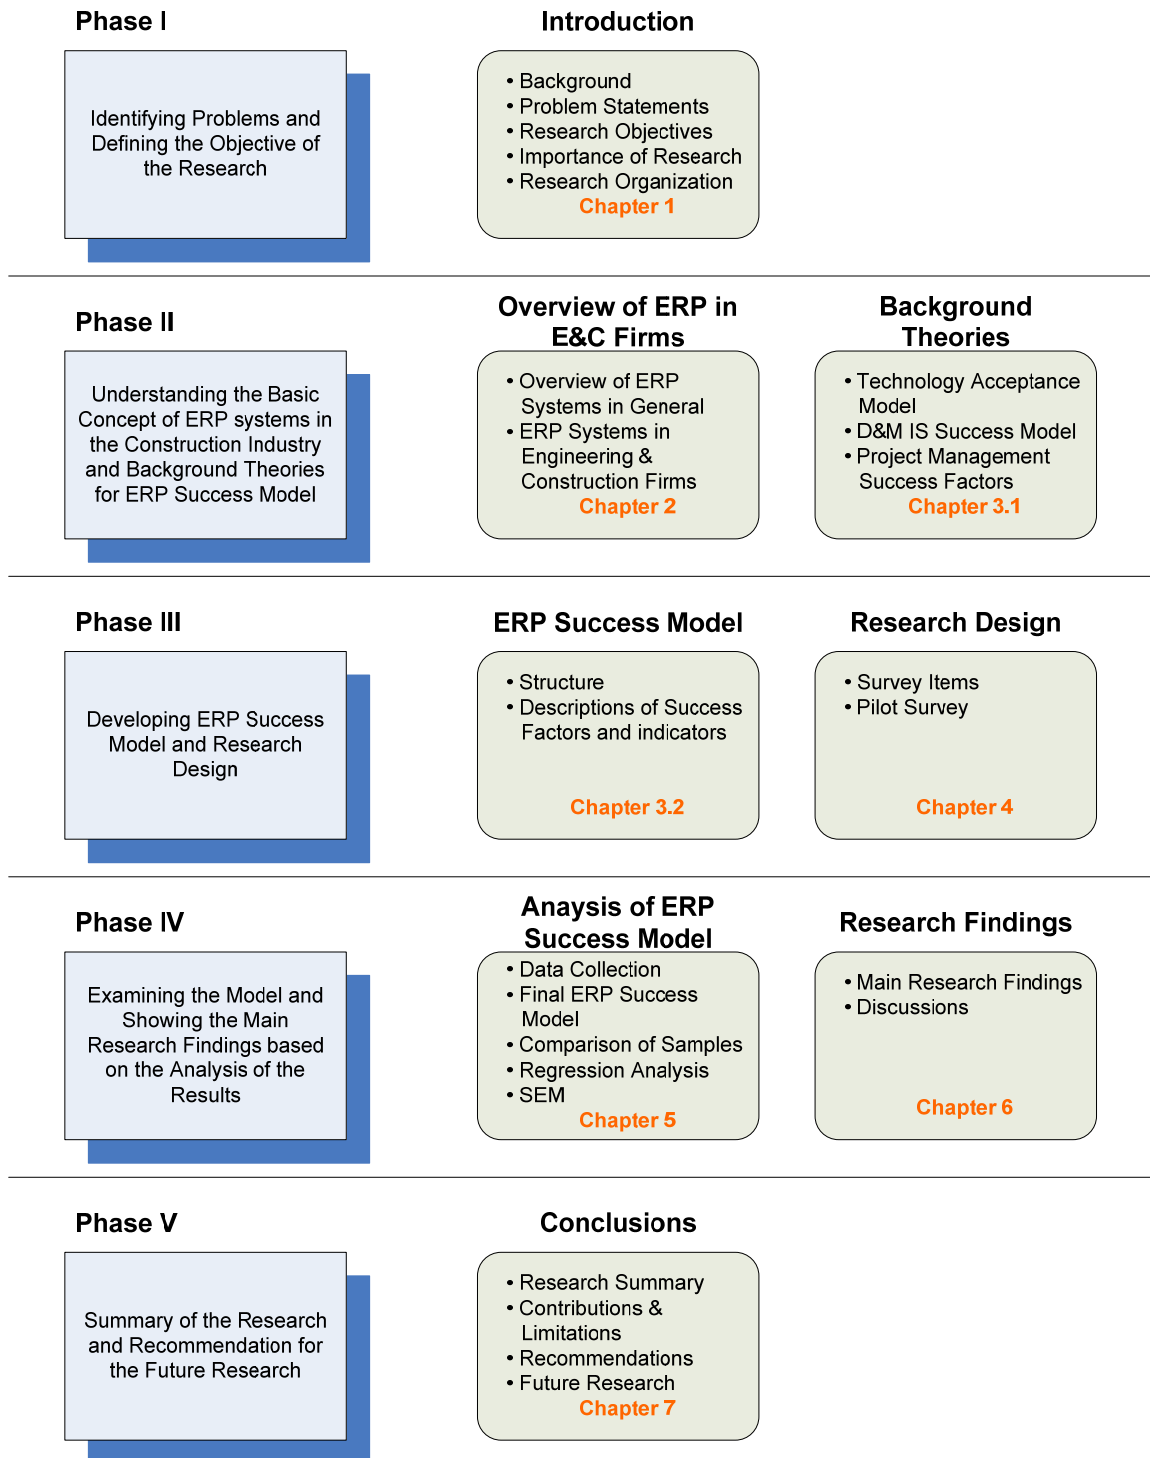 Phase I
Introduction
Identifying Problems and
Defining the Objective of
the Research
• Background
• Problem Statements
• Research Objectives
• Importance of Research
• Research Organization
Chapter 1
Phase II
Overview of ERP in
E&C Firms
Background
Theories
Understanding the Basic
Concept of ERP systems in
the Construction Industry
and Background Theories
for ERP Success Model
• Overview of ERP
Systems in General
• ERP Systems in
Engineering &
Construction Firms
Chapter 2
• Technology Acceptance
Model
• D&M IS Success Model
• Project Management
Success Factors
Chapter 3.1
Phase III
ERP Success Model
Research Design
Developing ERP Success
Model and Research
Design
• Structure
• Descriptions of Success
Factors and indicators
Chapter 3.2
• Survey Items
• Pilot Survey
Chapter 4
Phase IV
Anaysis of ERP
Success Model
Research Findings
Examining the Model and
Showing the Main
Research Findings based
on the Analysis of the
Results
• Data Collection
• Final ERP Success
Model
• Comparison of Samples
• Regression Analysis
• SEM
Chapter 5
• Main Research Findings
• Discussions
Chapter 6
Phase V
Conclusions
Summary of the Research
and Recommendation for
the Future Research
• Research Summary
• Contributions &
Limitations
• Recommendations
• Future Research
Chapter 7